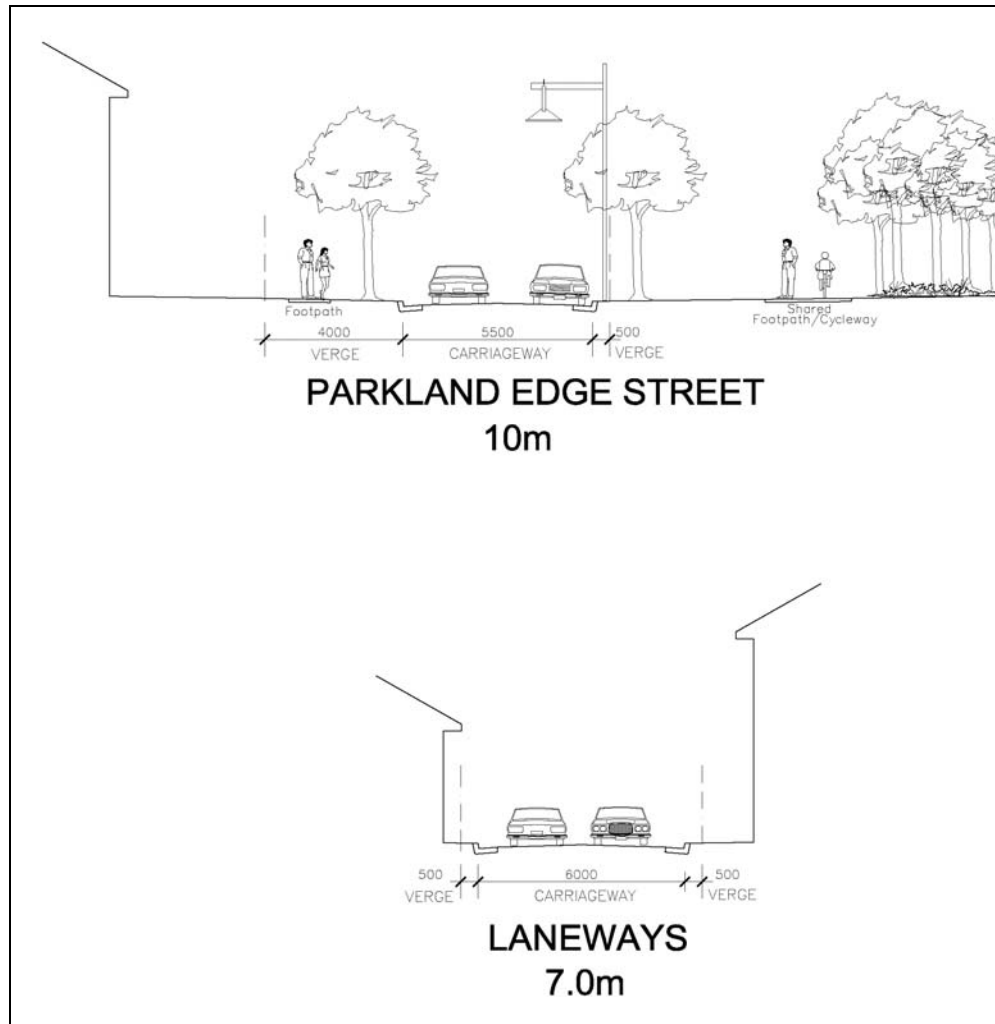 Footpath
Shared
Footpath/Cycleway
4000 5500 500
VERGE CARRIAGEWAY VERGE
PARKLAND EDGE STREET
10m
500 6000 500
VERGE CARRIAGEWAY VERGE
LANEWAYS
7.0m